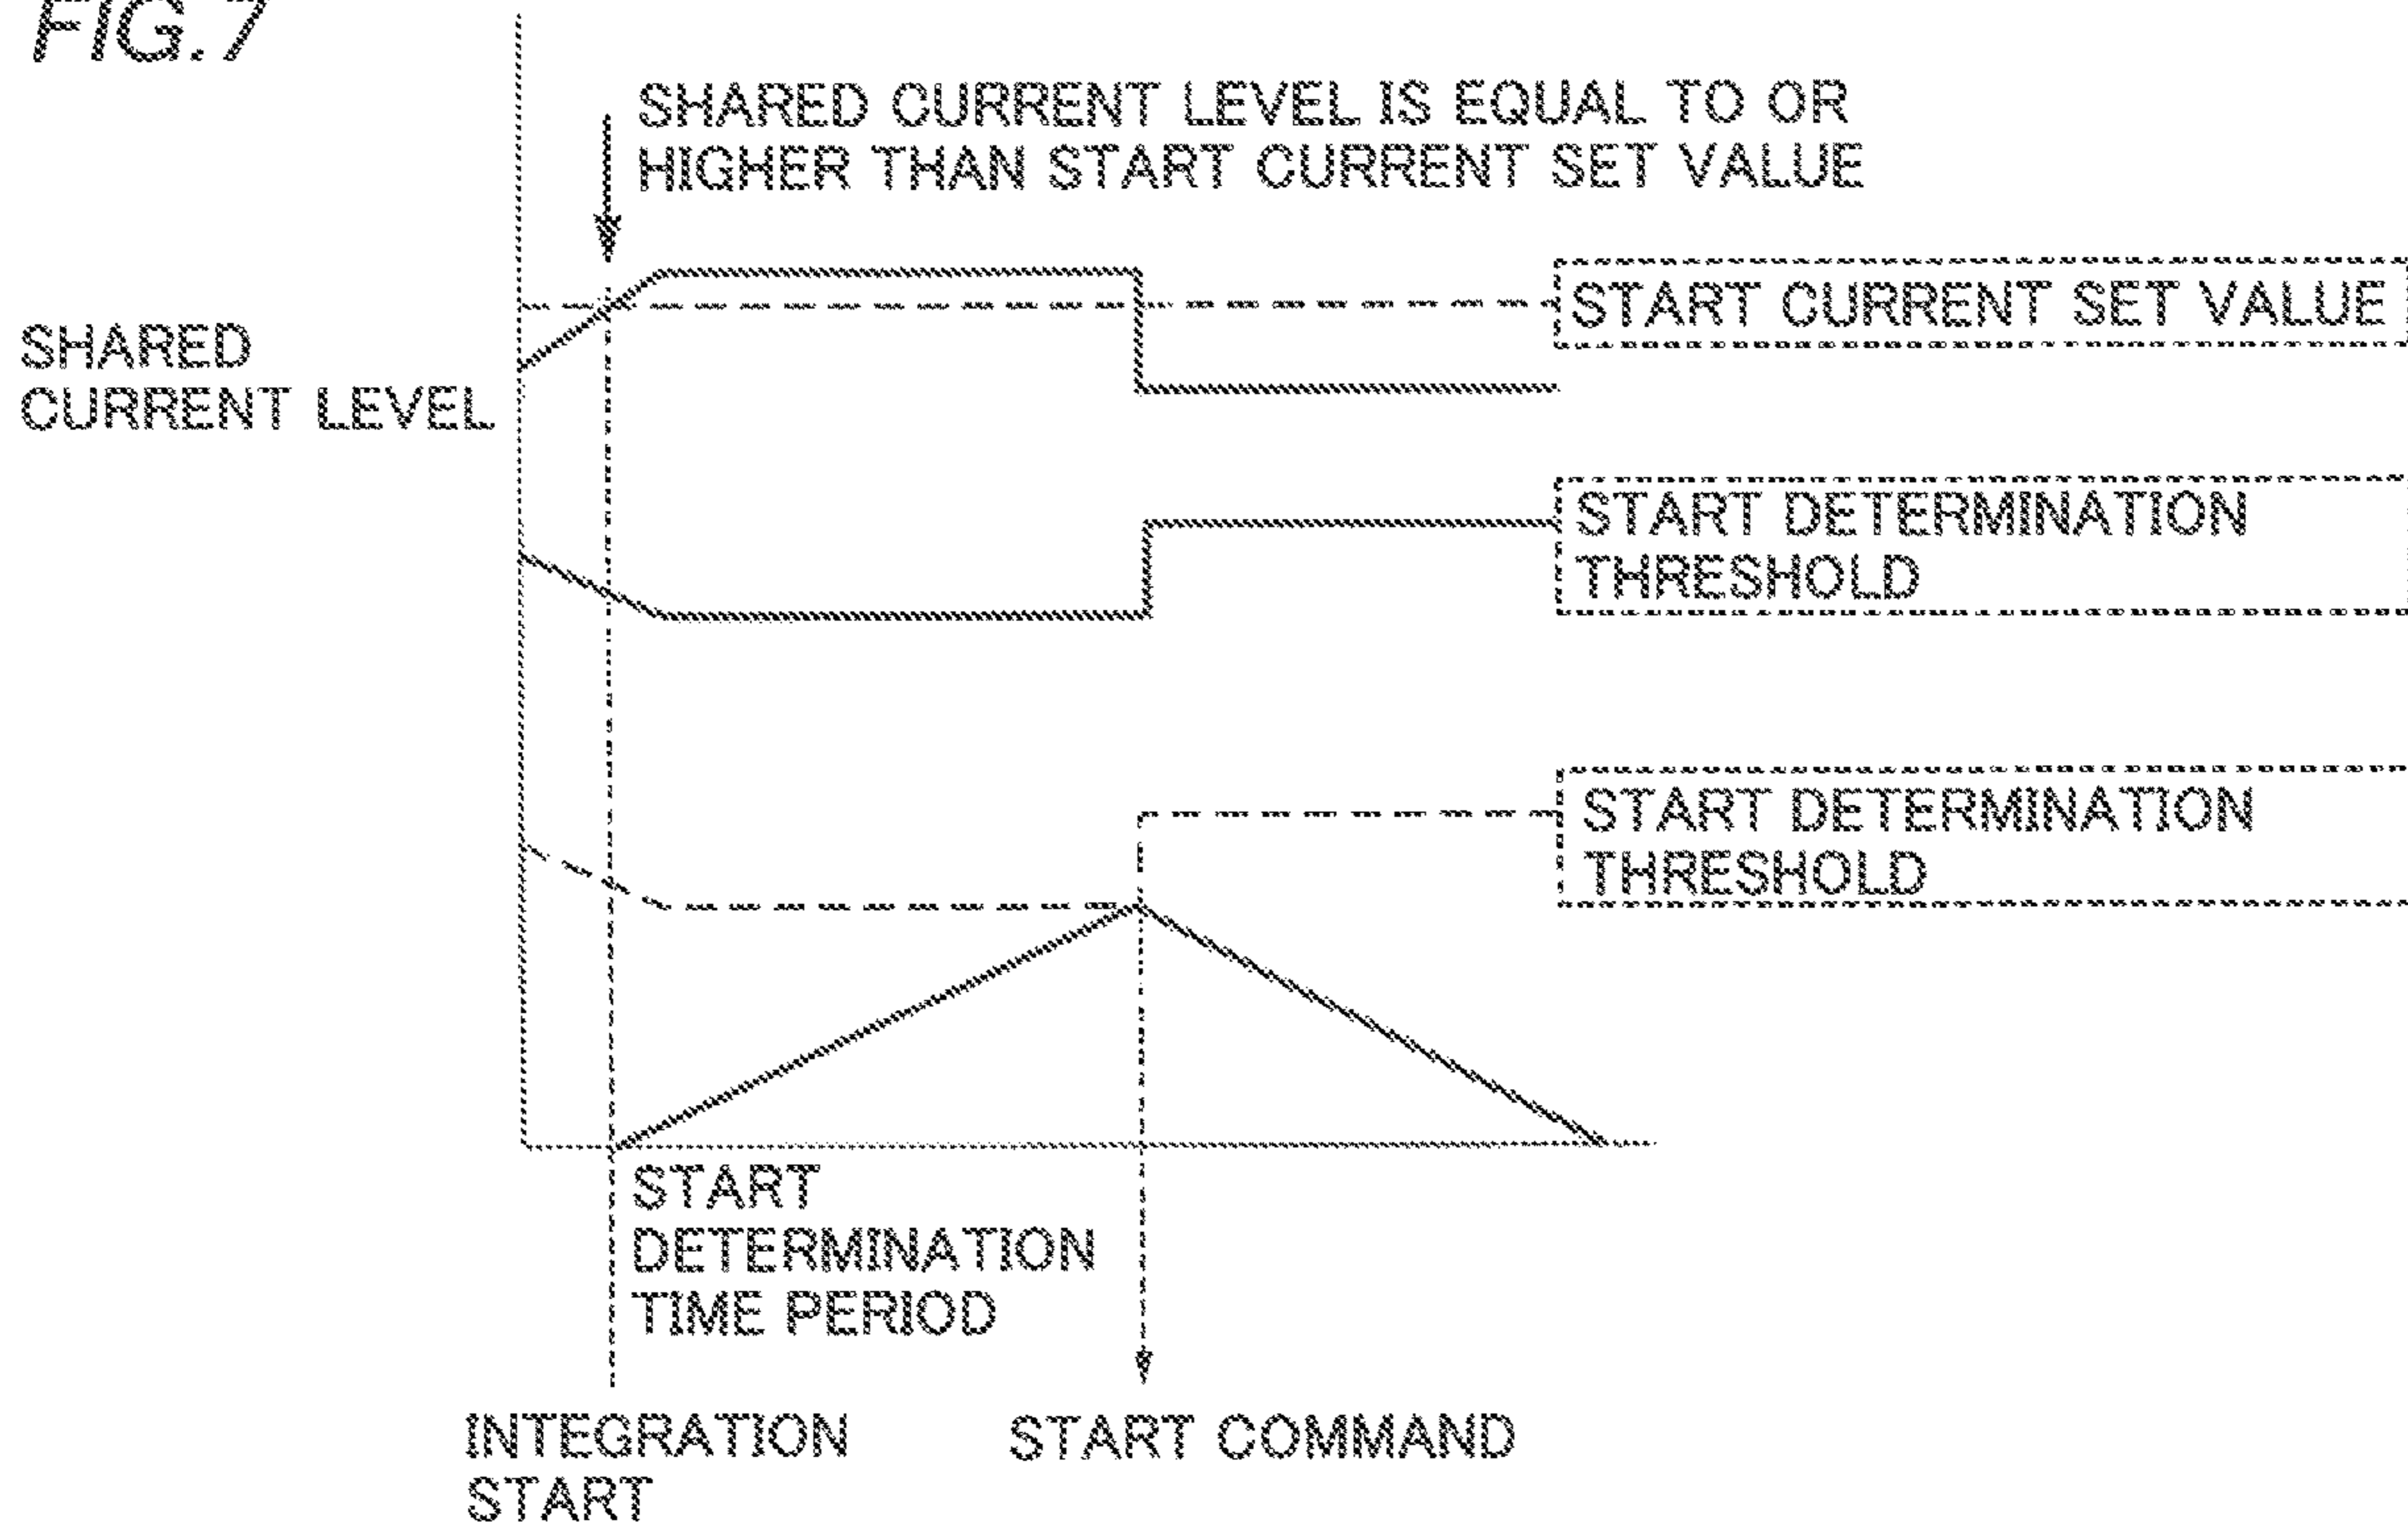 FIG.7
SHARED CURRENT LEVEL IS EQUAL TO OR
HIGHER THAN START CURRENT SET VALUE
START CURRENT SET VALUE
SHARED
CURRENT LEVEL
START DETERMINATION
THRESHOLD
START DETERMINATION
THRESHOLD
START
DETERMINATION
TIME PERIOD
INTEGRATION
START
START COMMAND